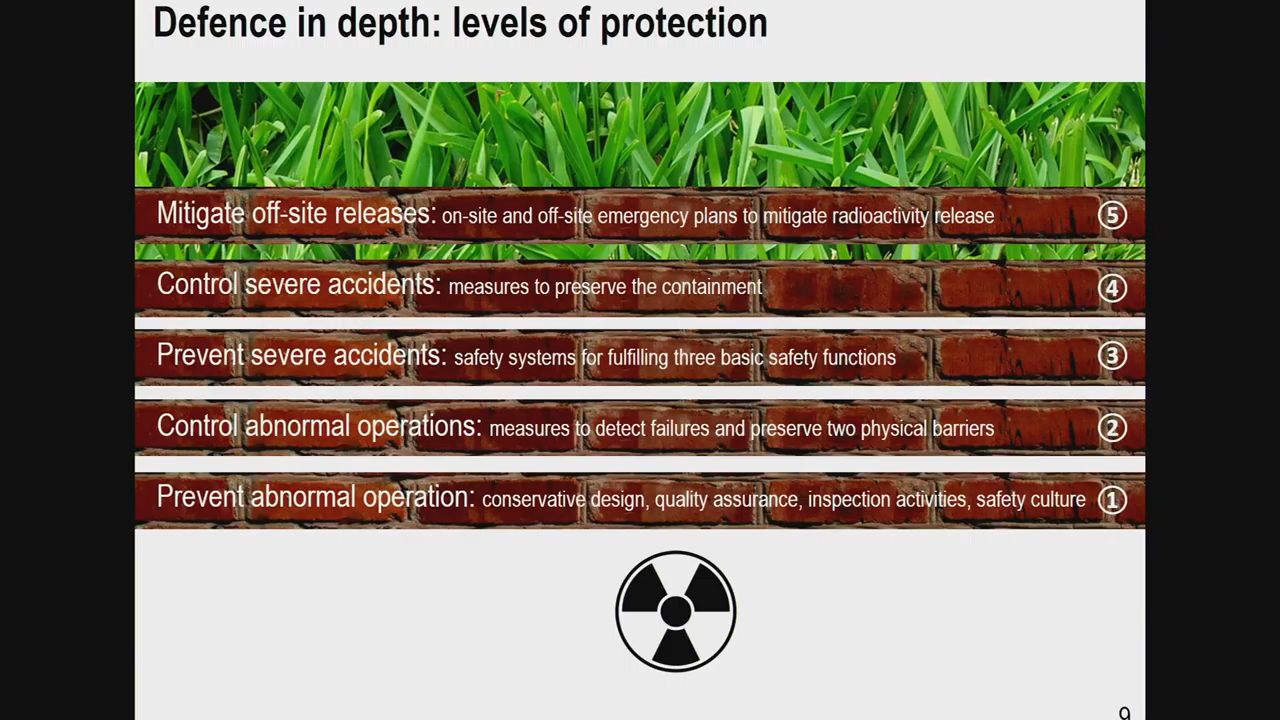 Defence in depth: levels of protection
Mitigate off-site releases: on-site and off-site emergency plans to mitigate radioactivity release ⑤
Control severe accidents: measures to preserve the containment ④
Prevent severe accidents: safety systems for fulfilling three basic safety functions ③
Control abnormal operations: measures to detect failures and preserve two physical barriers ②
Prevent abnormal operation: conservative design, quality assurance, inspection activities, safety culture ①
9